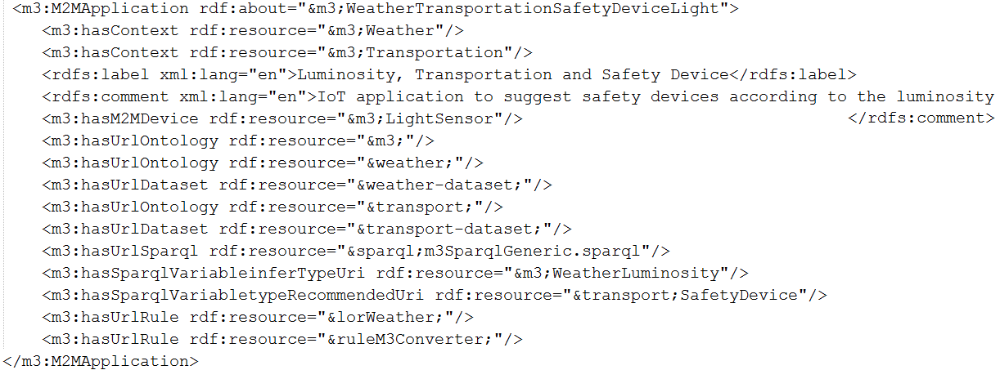 <m3:M2MApplication rdf:about="&m3;WeatherTransportationSafetyDeviceLight">
<m3:hasContext rdf:resource="&m3;Weather"/>
<m3:hasContext rdf:resource="&m3;Transportation"/>
<rdfs:label xml:lang="en">Luminosity, Transportation and Safety Device</rdfs:label>
<rdfs:comment xml:lang="en">IoT application to suggest safety devices according to the luminosity
<m3:hasM2MDevice rdf:resource="&m3;LightSensor"/> </rdfs:comment>
<m3:hasUrlOntology rdf:resource="&m3;"/>
<m3:hasUrlOntology rdf:resource="&weather;"/>
<m3:hasUrlDataset rdf:resource="&weather-dataset;"/>
<m3:hasUrlOntology rdf:resource="&transport;"/>
<m3:hasUrlDataset rdf:resource="&transport-dataset;"/>
<m3:hasUrlSparql rdf:resource="&sparql;m3SparqlGeneric.sparql"/>
<m3:hasSparqlVariableinferTypeUri rdf:resource="&m3;WeatherLuminosity"/>
<m3:hasSparqlVariabletypeRecommendedUri rdf:resource="&transport;SafetyDevice"/>
<m3:hasUrlRule rdf:resource="&lorWeather;"/>
<m3:hasUrlRule rdf:resource="&ruleM3Converter;"/>
</m3:M2MApplication>